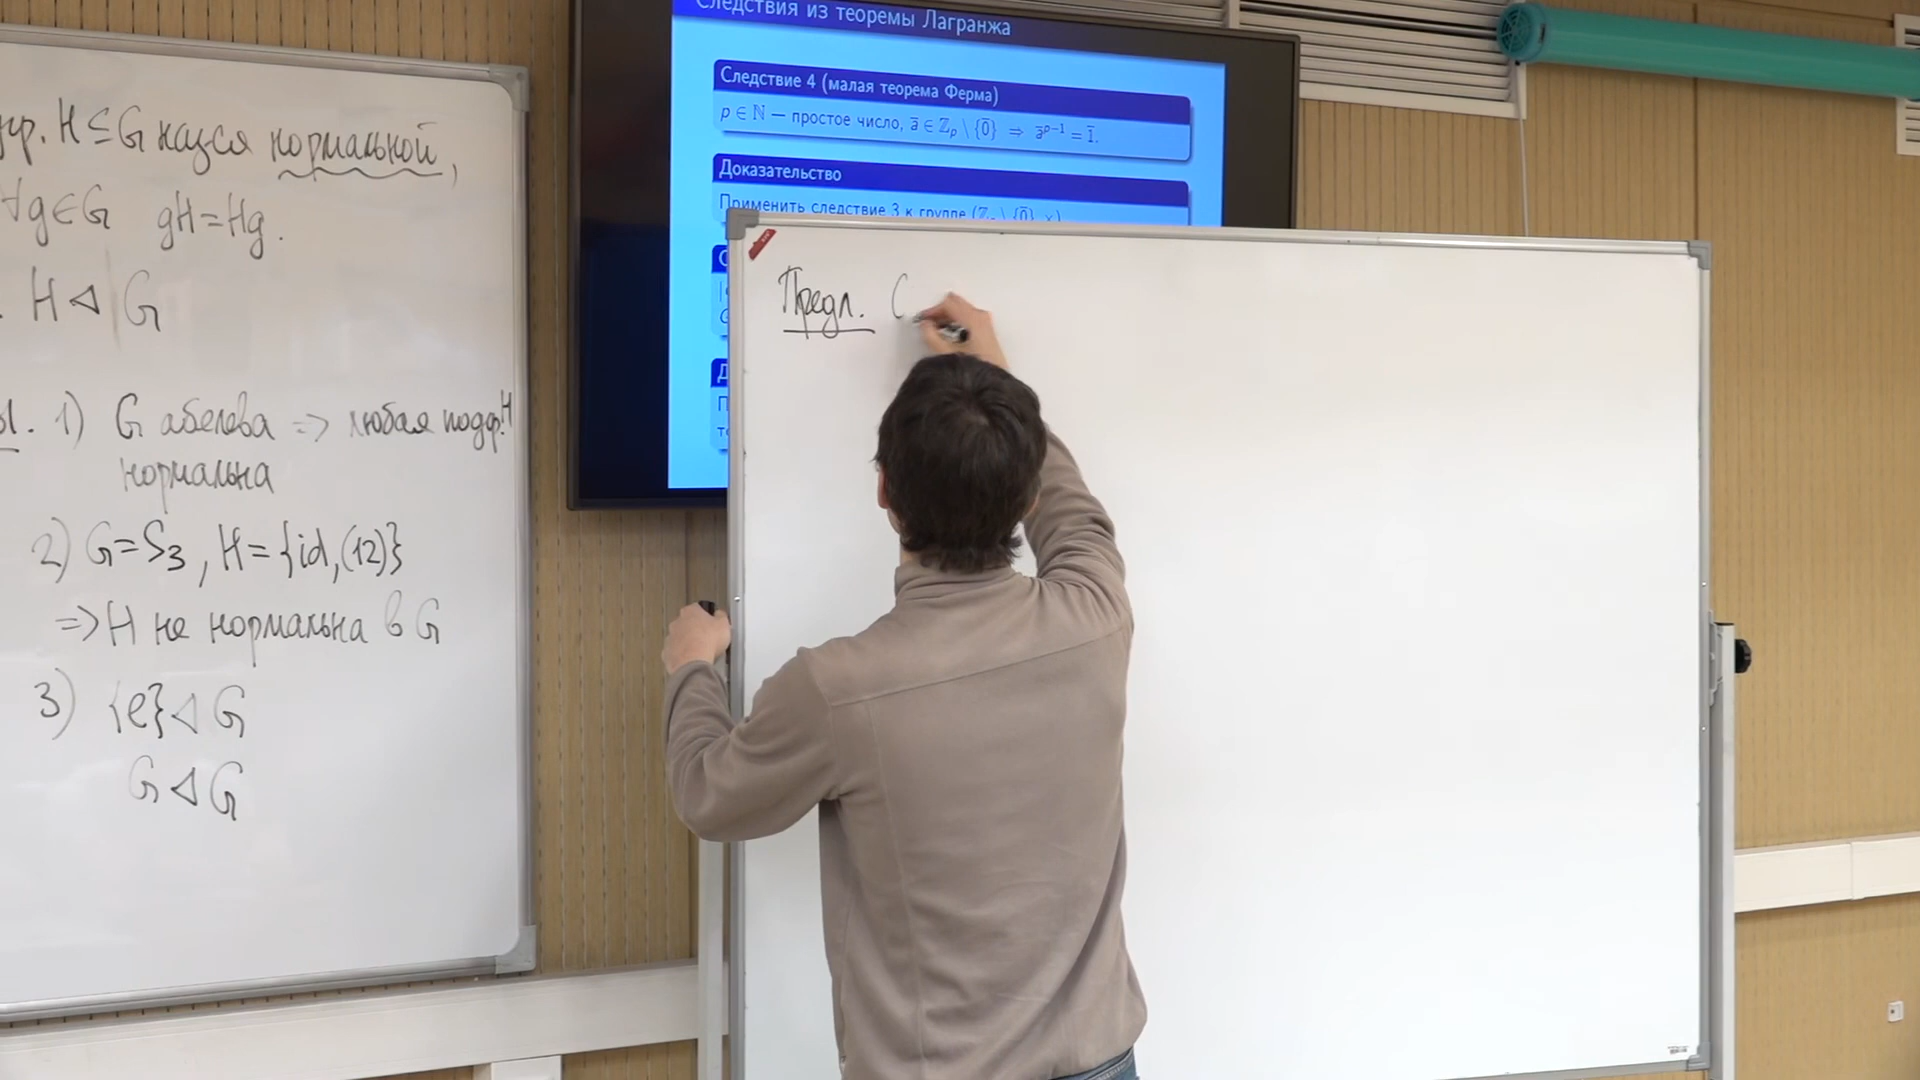 H ⊆ G наз-ся нормальной,
∀g∈G gH=Hg.
H ⊲ G
1) G абелева => любая подгр. H
нормальна
2) G=S₃, H={id,(12)}
=> H не нормальна в G
3) {e} ⊲ G
G ⊲ G
Следствия из теоремы Лагранжа
Следствие 4 (малая теорема Ферма)
p ∈ ℕ — простое число, a̅ ∈ ℤₚ \ {0̅} ⇒ a̅ᵖ⁻¹ = 1̅.
Доказательство
Применить следствие 3 к группе (ℤₚ \ {0̅}, ×)
Предл. С